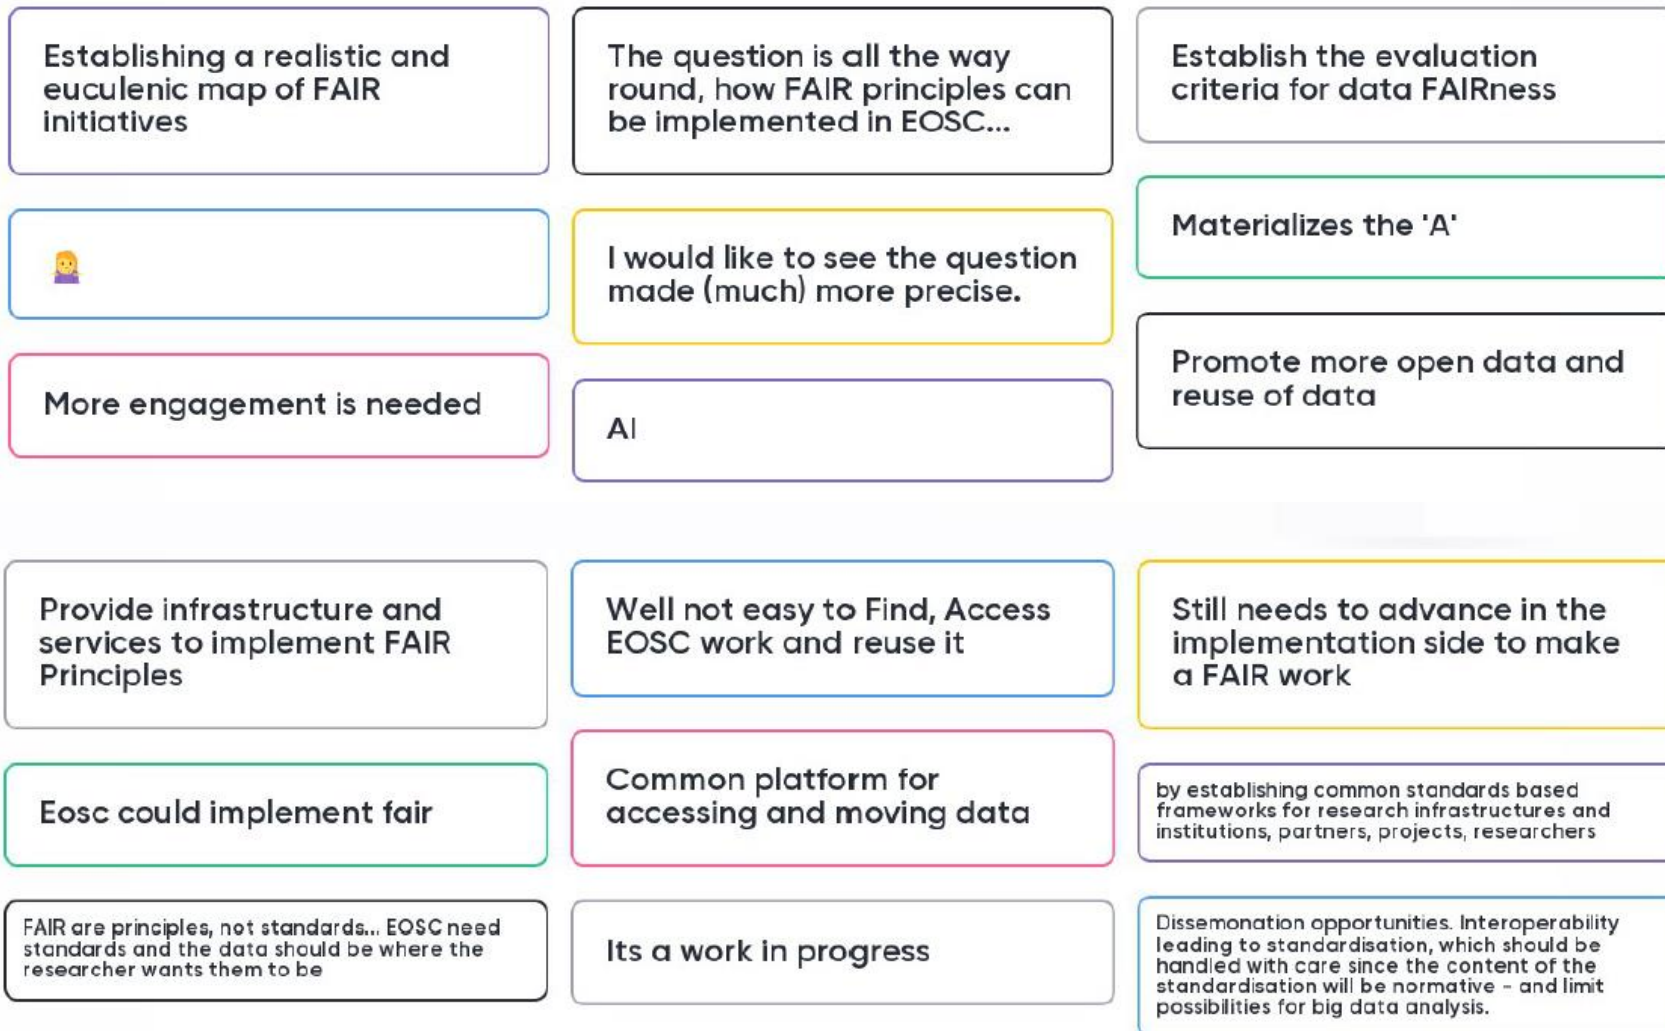 Establishing a realistic and
euculenic map of FAIR
initiatives
The question is all the way
round, how FAIR principles can
be implemented in EOSC...
Establish the evaluation
criteria for data FAIRness
I would like to see the question
made (much) more precise.
Materializes the 'A'
More engagement is needed
AI
Promote more open data and
reuse of data
Provide infrastructure and
services to implement FAIR
Principles
Well not easy to Find, Access
EOSC work and reuse it
Still needs to advance in the
implementation side to make
a FAIR work
Eosc could implement fair
Common platform for
accessing and moving data
by establishing common standards based
frameworks for research infrastructures and
institutions, partners, projects, researchers
FAIR are principles, not standards... EOSC need
standards and the data should be where the
researcher wants them to be
Its a work in progress
Dissemonation opportunities. Interoperability
leading to standardisation, which should be
handled with care since the content of the
standardisation will be normative - and limit
possibilities for big data analysis.